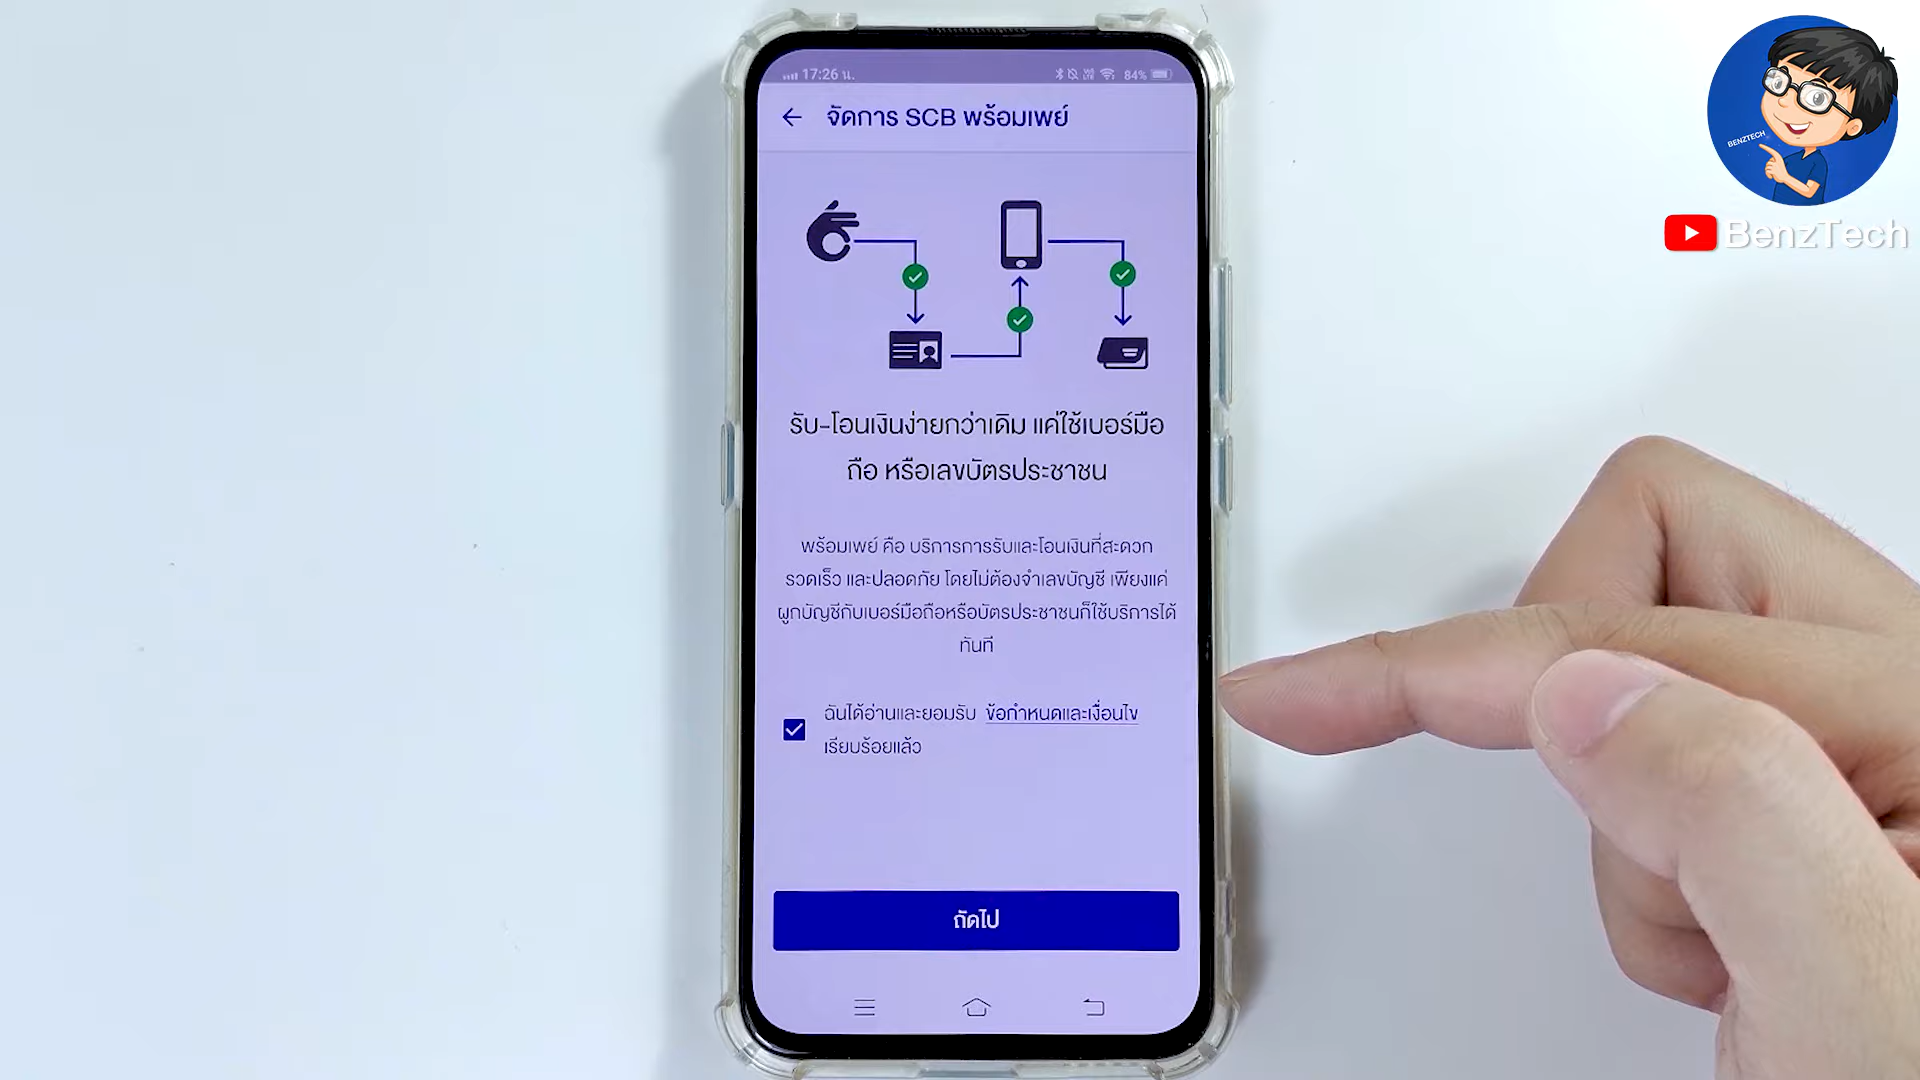 17:26 น.
84%
จัดการ SCB พร้อมเพย์
รับ-โอนเงินง่ายกว่าเดิม แค่ใช้เบอร์มือ
ถือ หรือเลขบัตรประชาชน
พร้อมเพย์ คือ บริการการรับและโอนเงินที่สะดวก
รวดเร็ว และปลอดภัย โดยไม่ต้องจำเลขบัญชี เพียงแค่
ผูกบัญชีกับเบอร์มือถือหรือบัตรประชาชนก็ใช้บริการได้
ทันที
ฉันได้อ่านและยอมรับ ข้อกำหนดและเงื่อนไข
เรียบร้อยแล้ว
ถัดไป
BENZTECH
BenzTech